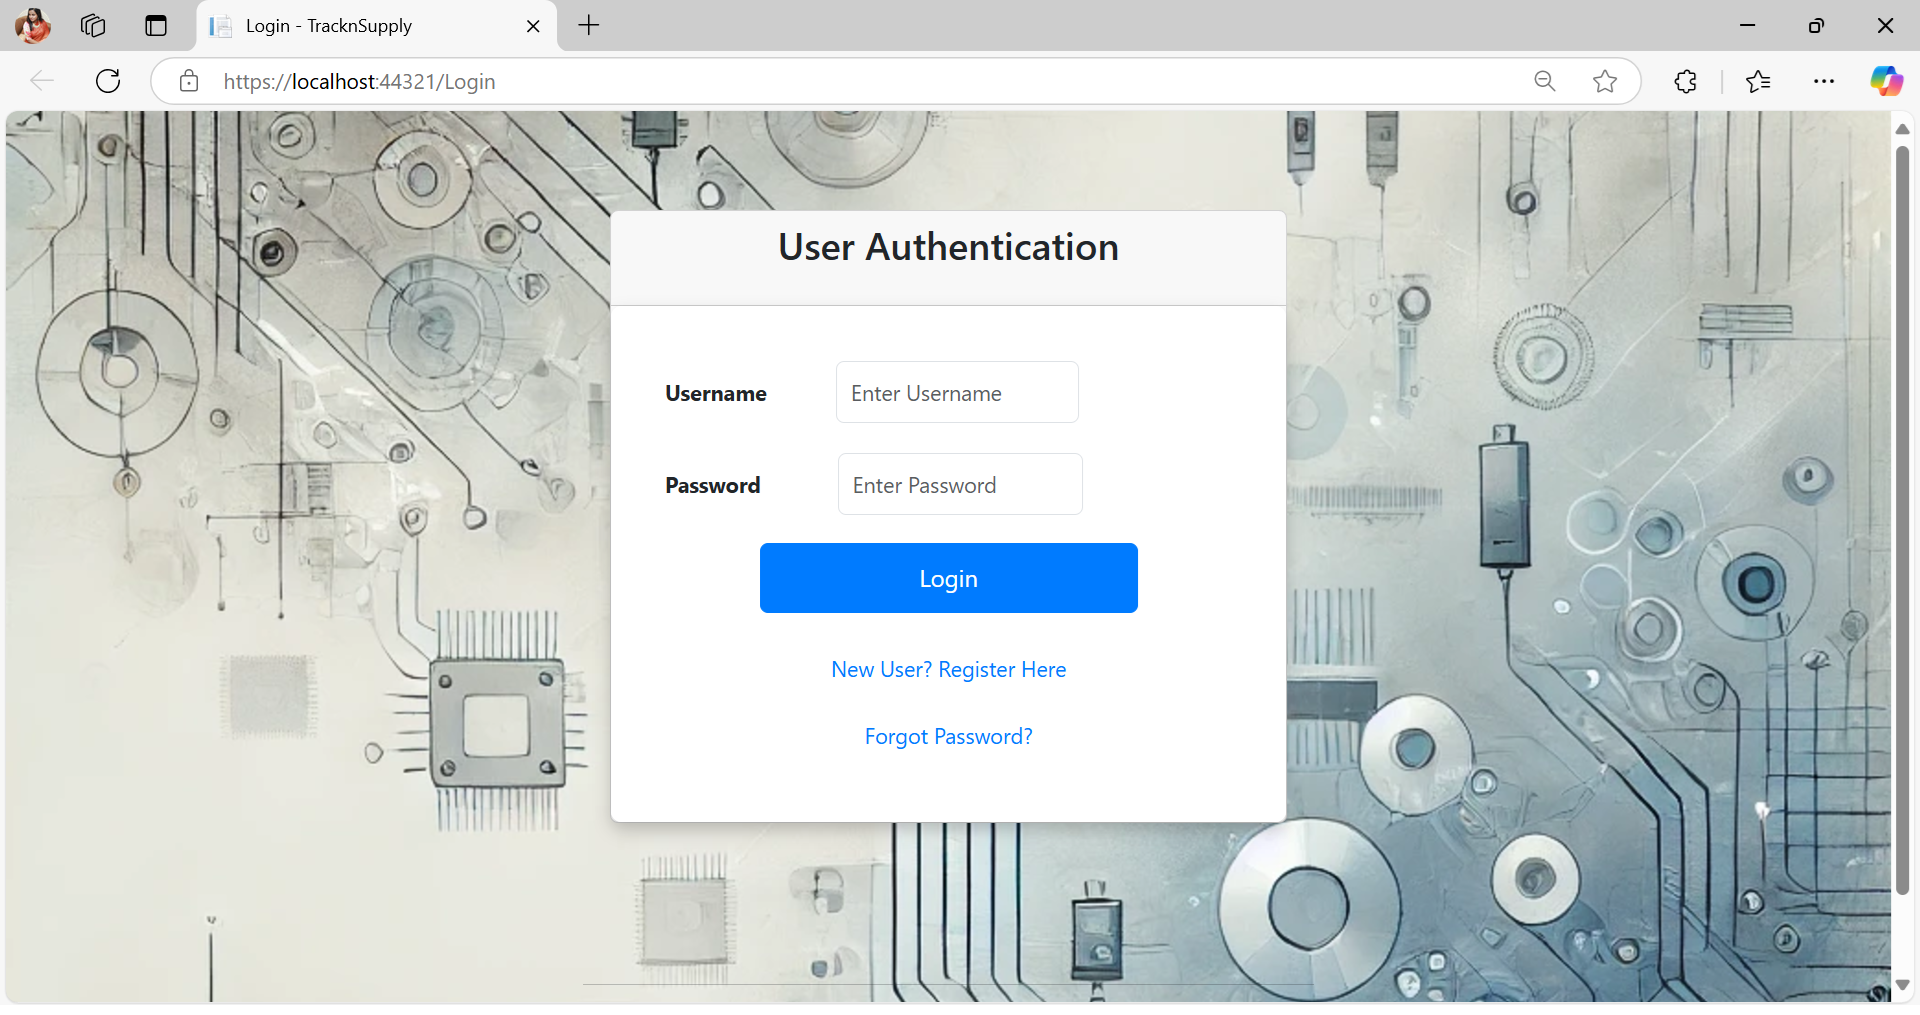 Login - TracknSupply
https://localhost:44321/Login
User Authentication
Username
Enter Username
Password
Enter Password
Login
New User? Register Here
Forgot Password?